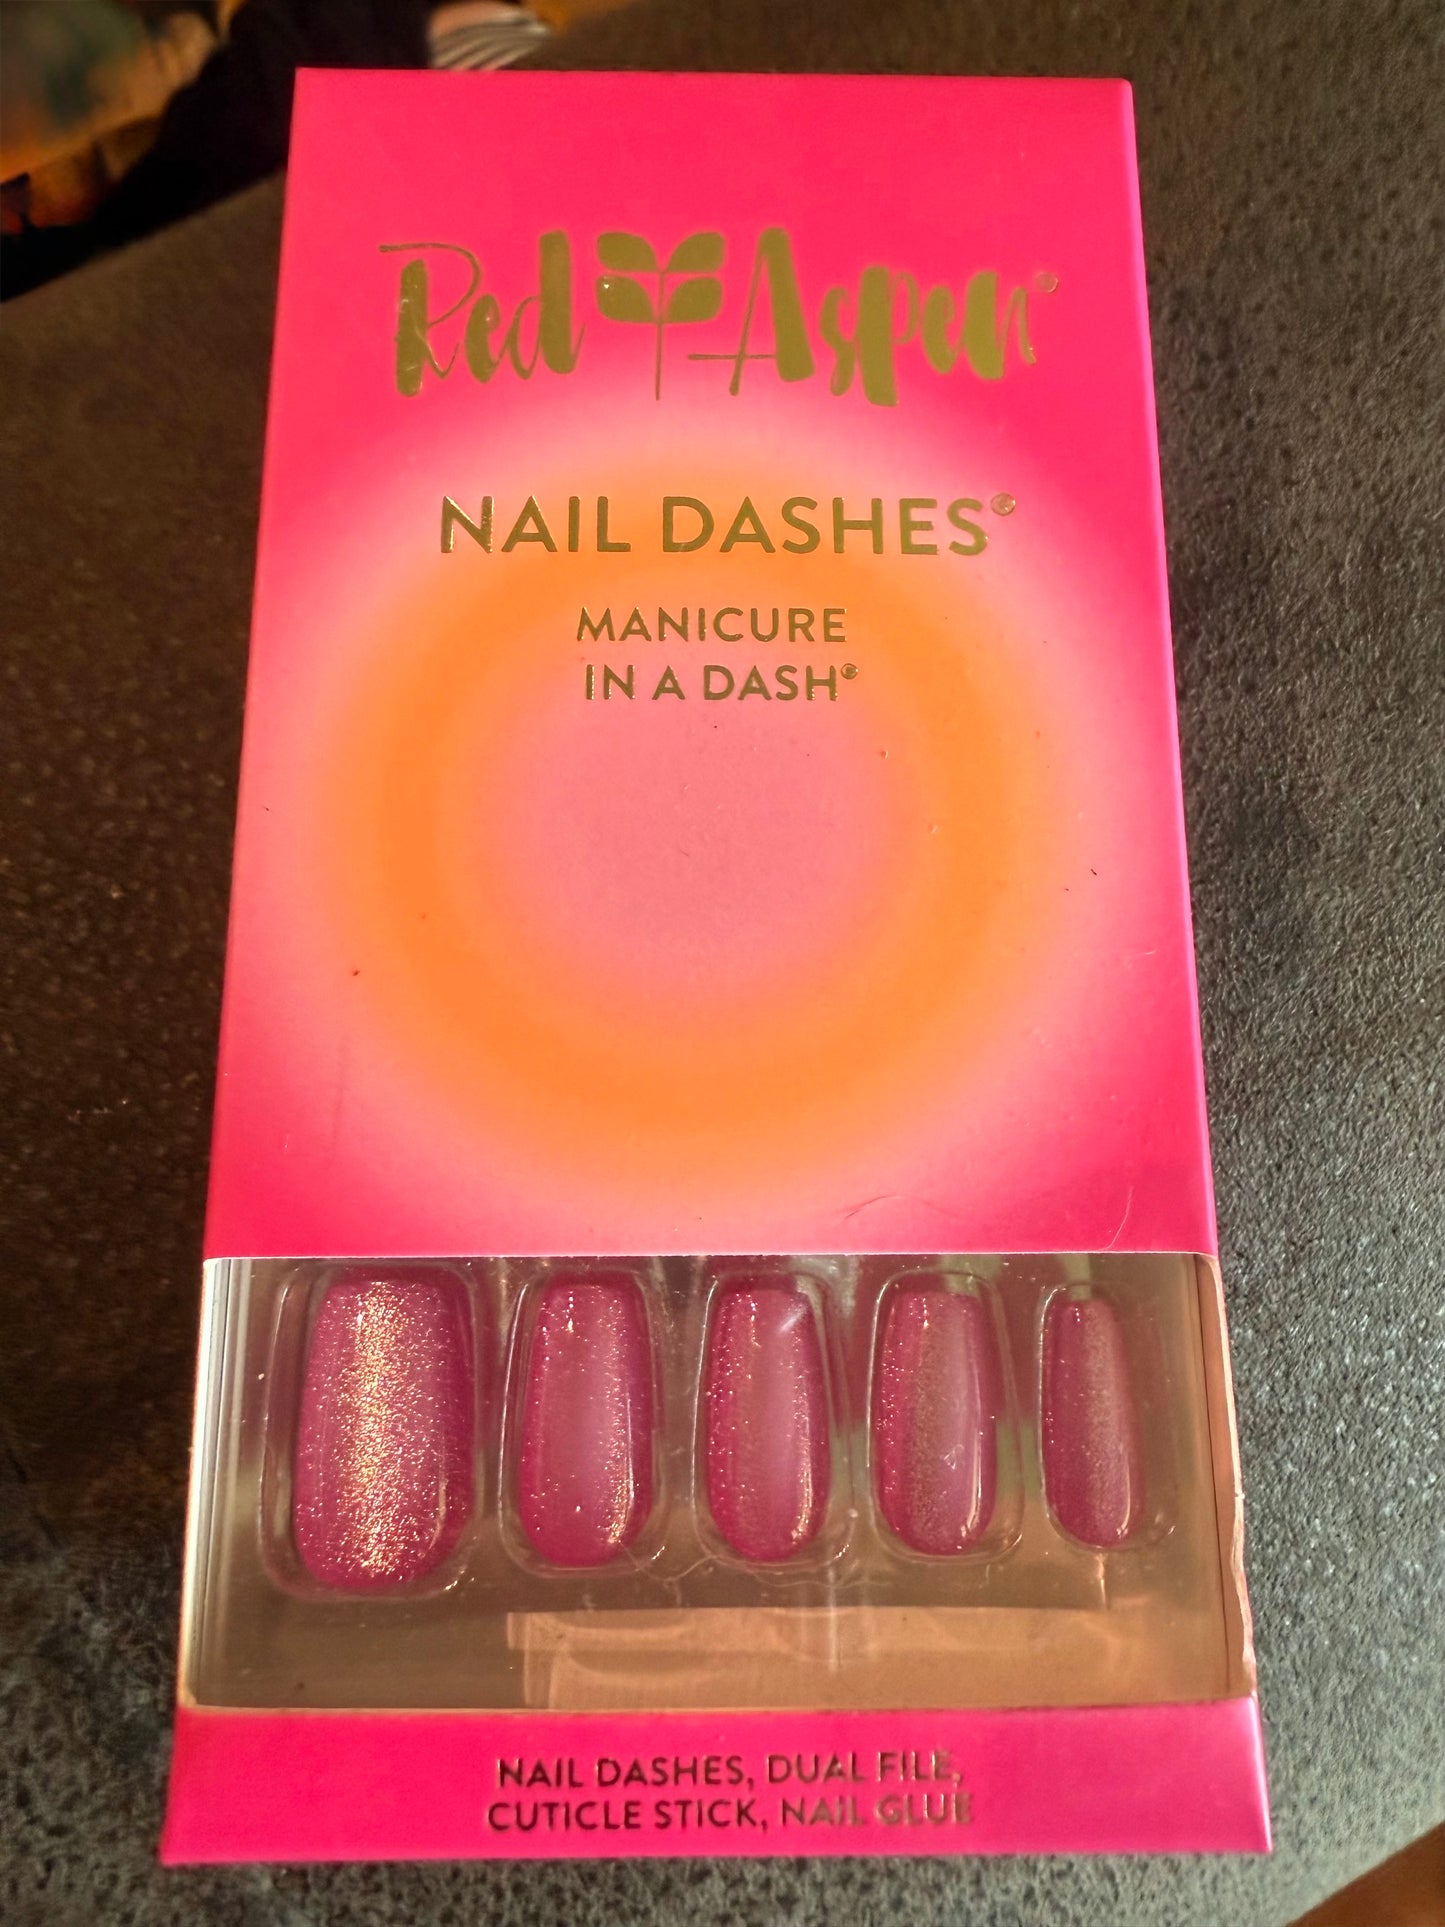 Red Aspen®
NAIL DASHES®
MANICURE
IN A DASH®
NAIL DASHES, DUAL FILE,
CUTICLE STICK, NAIL GLUE